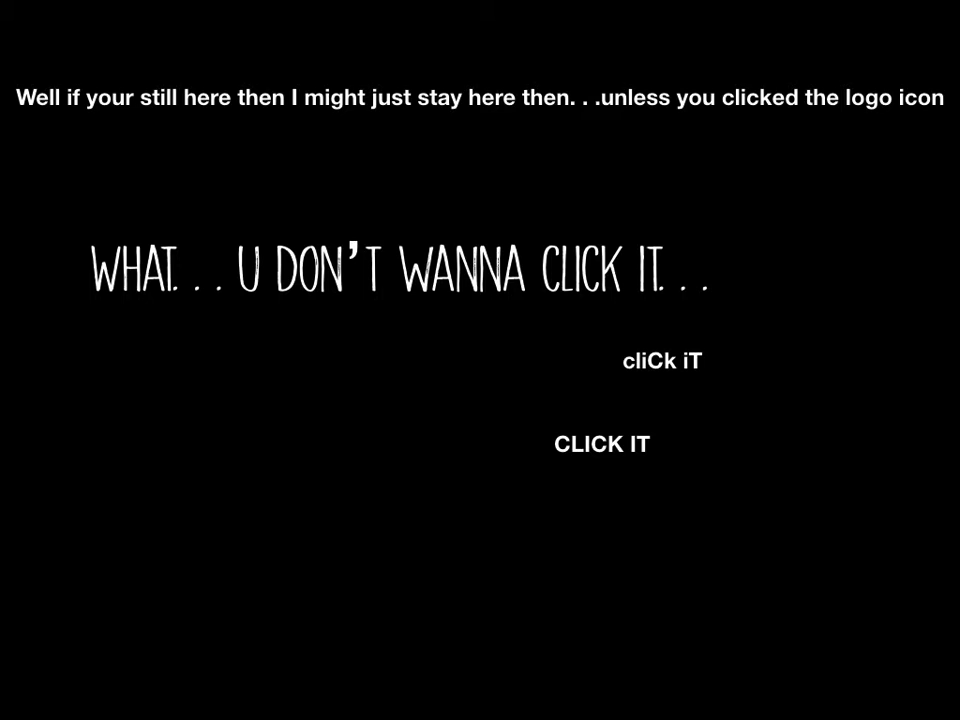 Well if your still here then I might just stay here then. . .unless you clicked the logo icon
WHAT. . . U DON’T WANNA CLICK IT. . .
cliCk iT
CLICK IT